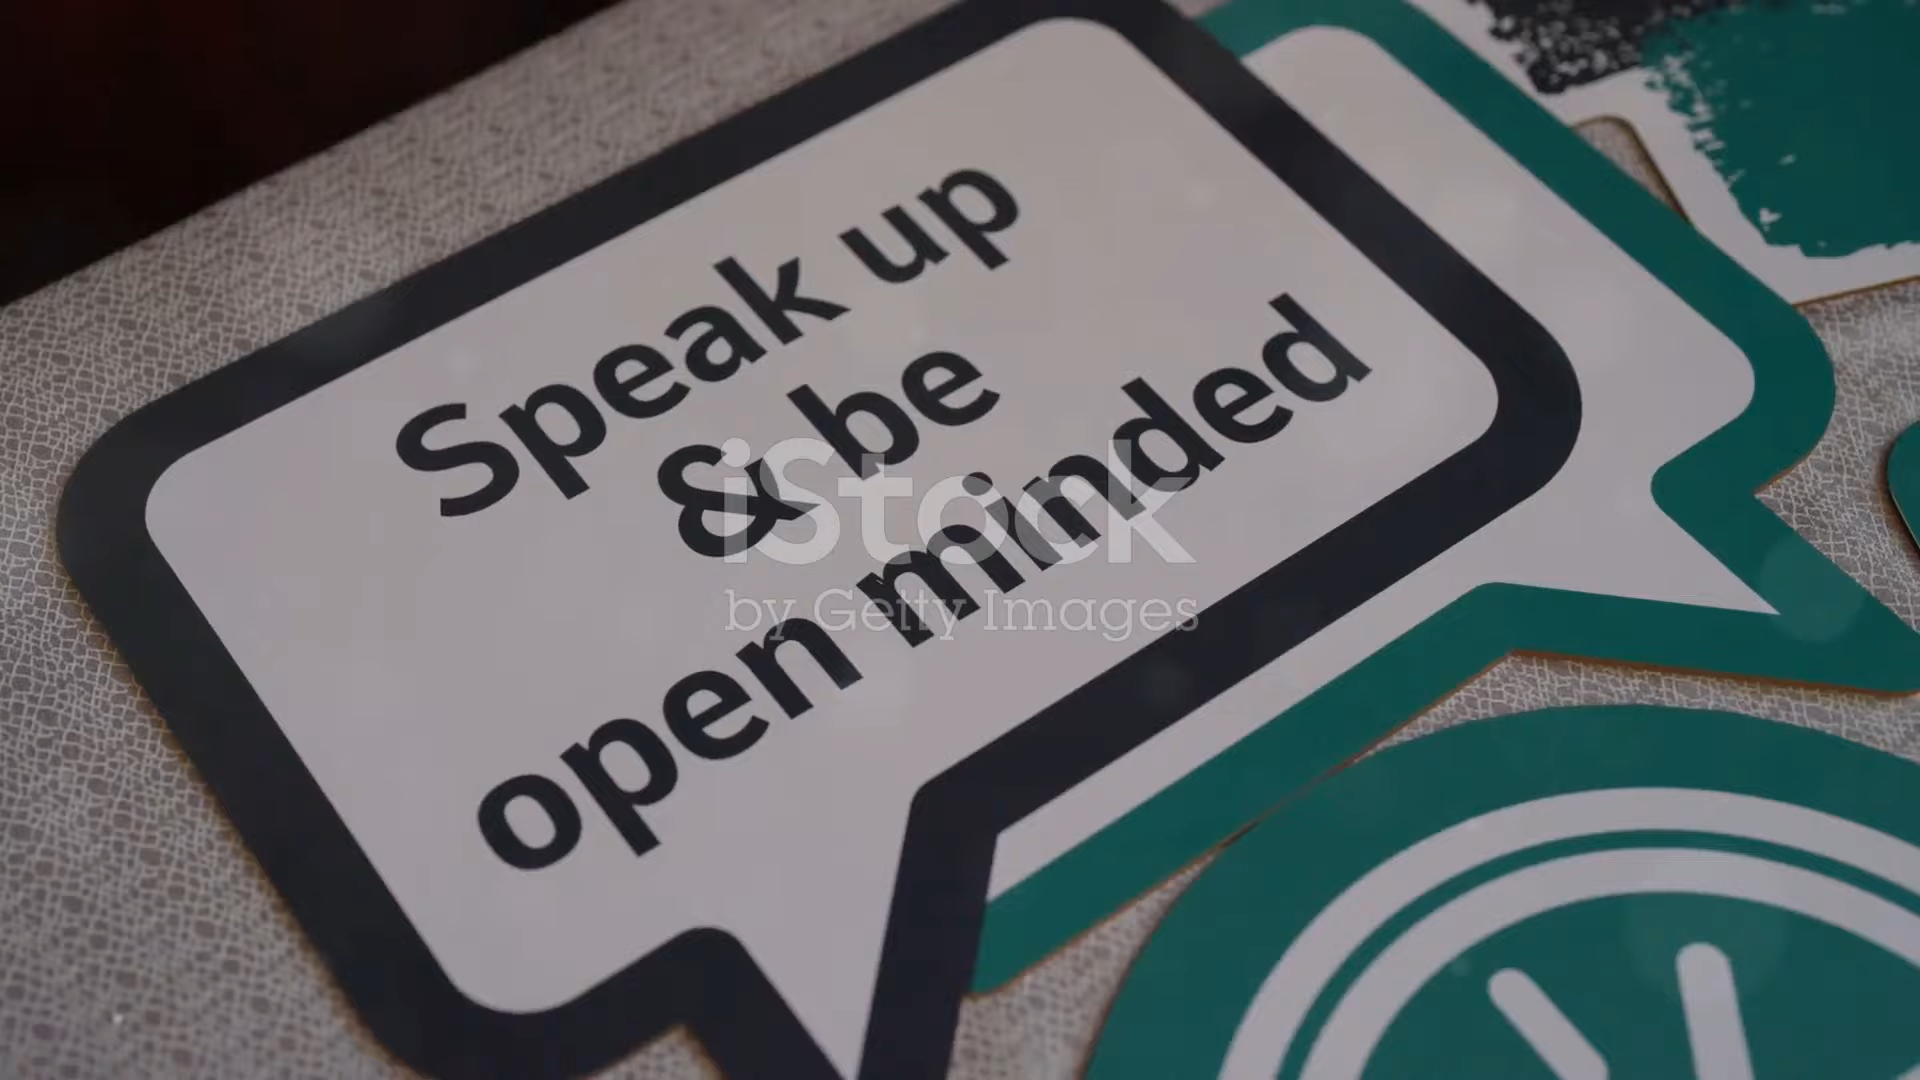 Speak up
& be
open minded
iStock
by Getty Images